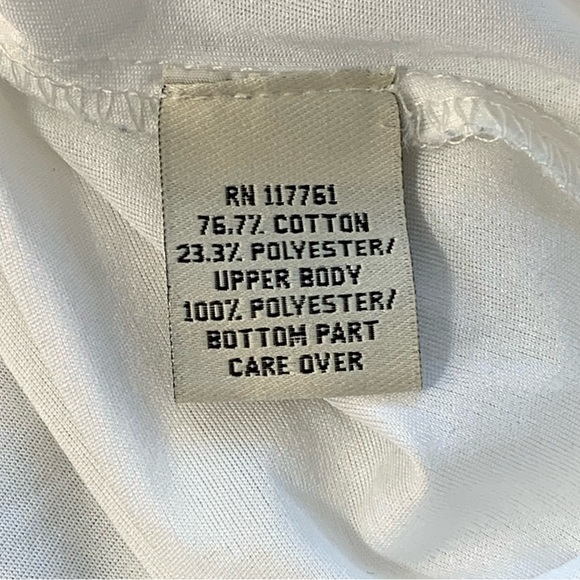 RN 117761
76.7% COTTON
23.3% POLYESTER/
UPPER BODY
100% POLYESTER/
BOTTOM PART
CARE OVER